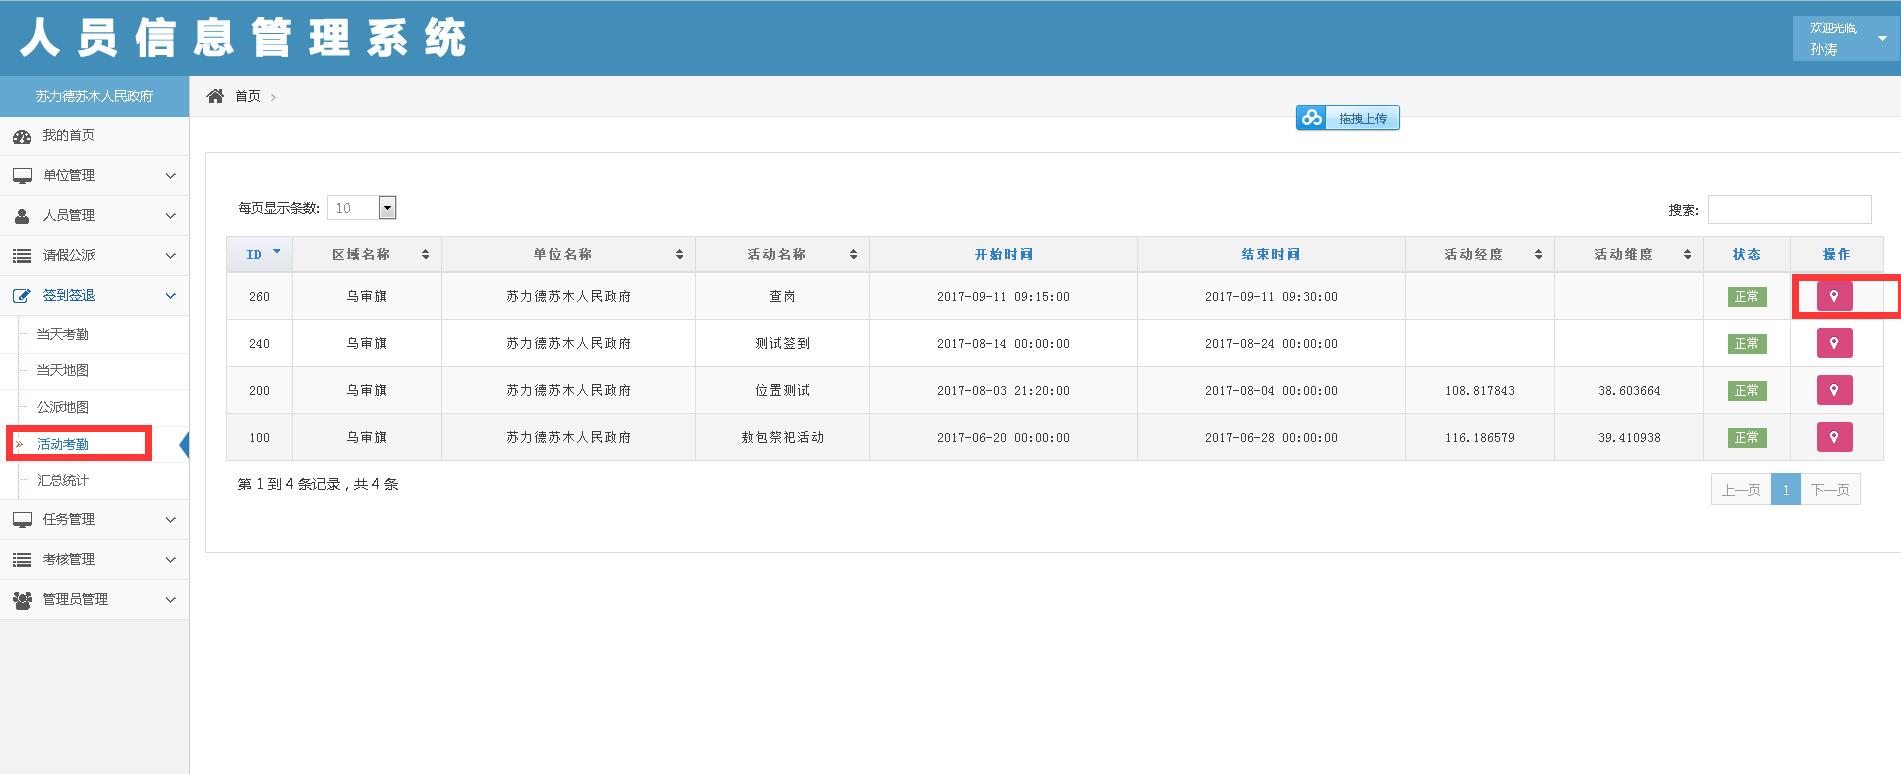 人员信息管理系统
欢迎光临,
孙涛
苏力德苏木人民政府
首页
拖拽上传
我的首页
单位管理
人员管理
请假公派
签到签退
当天考勤
当天地图
公派地图
活动考勤
汇总统计
任务管理
考核管理
管理员管理
每页显示条数: 10
搜索:
ID 区域名称 单位名称 活动名称 开始时间 结束时间 活动经度 活动维度 状态 操作
260 乌审旗 苏力德苏木人民政府 查岗 2017-09-11 09:15:00 2017-09-11 09:30:00 正常
240 乌审旗 苏力德苏木人民政府 测试签到 2017-08-14 00:00:00 2017-08-24 00:00:00 正常
200 乌审旗 苏力德苏木人民政府 位置测试 2017-08-03 21:20:00 2017-08-04 00:00:00 108.817843 38.603664 正常
100 乌审旗 苏力德苏木人民政府 敖包祭祀活动 2017-06-20 00:00:00 2017-06-28 00:00:00 116.186579 39.410938 正常
第 1 到 4 条记录，共 4 条
上一页 1 下一页